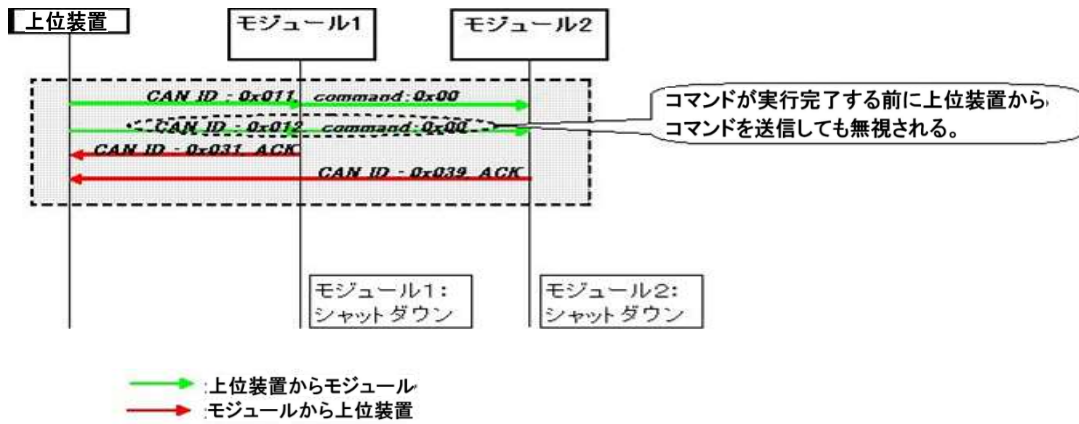 上位装置
モジュール1
モジュール2
CAN ID : 0x011, command:0x00
コマンドが実行完了する前に上位装置から
コマンドを送信しても無視される。
CAN ID : 0x012 command:0x00
CAN ID - 0x031, ACK
CAN ID - 0x039, ACK
モジュール1:
シャットダウン
モジュール2:
シャットダウン
:上位装置からモジュール
:モジュールから上位装置